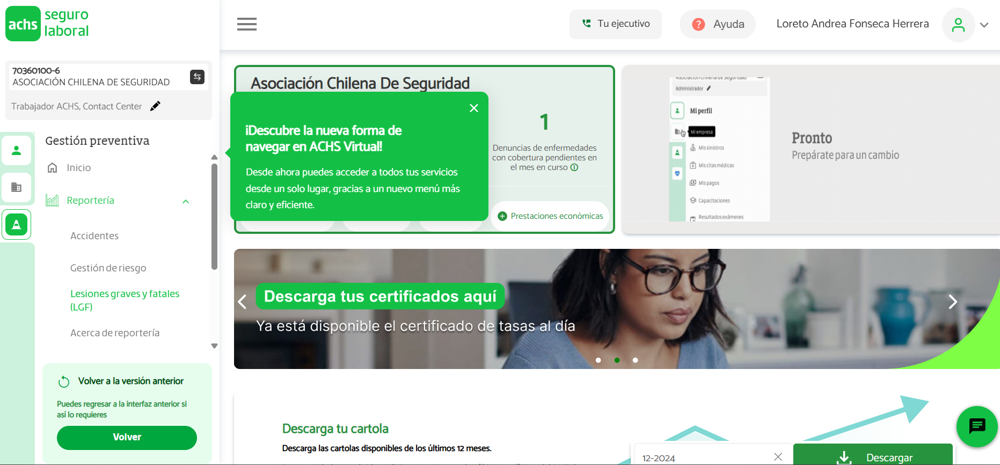 achs seguro
laboral
Tu ejecutivo
Ayuda
Loreto Andrea Fonseca Herrera
70360100-6
ASOCIACIÓN CHILENA DE SEGURIDAD
Trabajador ACHS, Contact Center
Gestión preventiva
Inicio
Reportería
Accidentes
Gestión de riesgo
Lesiones graves y fatales
(LGF)
Acerca de reportería
Volver a la versión anterior
Puedes regresar a la interfaz anterior si
así lo requieres
Volver
Asociación Chilena De Seguridad
¡Descubre la nueva forma de
navegar en ACHS Virtual!
Desde ahora puedes acceder a todos tus servicios
desde un solo lugar, gracias a un nuevo menú más
claro y eficiente.
1
Denuncias de enfermedades
con cobertura pendientes en
el mes en curso
Prestaciones económicas
Asociación Chilena de Seguridad
Administrador
Mi perfil
Mi empresa
Mis sinistros
Mis citas médicas
Mis pagos
Capacitaciones
Resultados exámenes
Pronto
Prepárate para un cambio
Descarga tus certificados aquí
Ya está disponible el certificado de tasas al día
Descarga tu cartola
Descarga las cartolas disponibles de los últimos 12 meses.
12-2024
Descargar